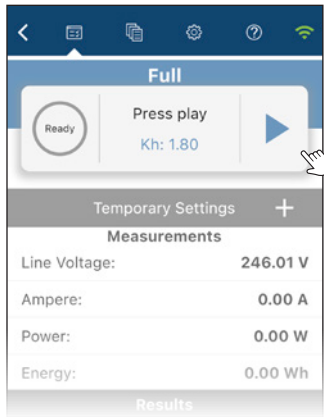 Full
Ready
Press play
Kh: 1.80
Temporary Settings +
Measurements
Line Voltage: 246.01 V
Ampere: 0.00 A
Power: 0.00 W
Energy: 0.00 Wh
Results